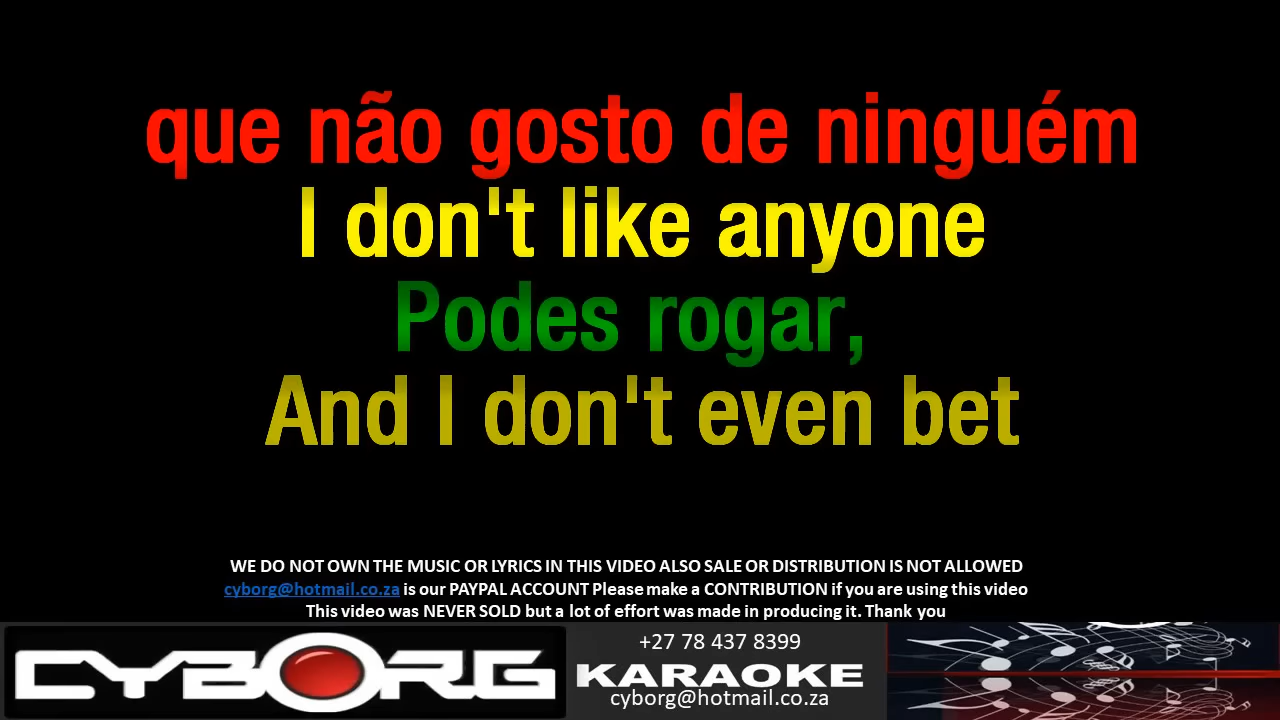 que não gosto de ninguém
I don't like anyone
Podes rogar,
And I don't even bet
WE DO NOT OWN THE MUSIC OR LYRICS IN THIS VIDEO ALSO SALE OR DISTRIBUTION IS NOT ALLOWED
cyborg@hotmail.co.za is our PAYPAL ACCOUNT Please make a CONTRIBUTION if you are using this video
This video was NEVER SOLD but a lot of effort was made in producing it. Thank you
CYBORG
+27 78 437 8399
KARAOKE
cyborg@hotmail.co.za